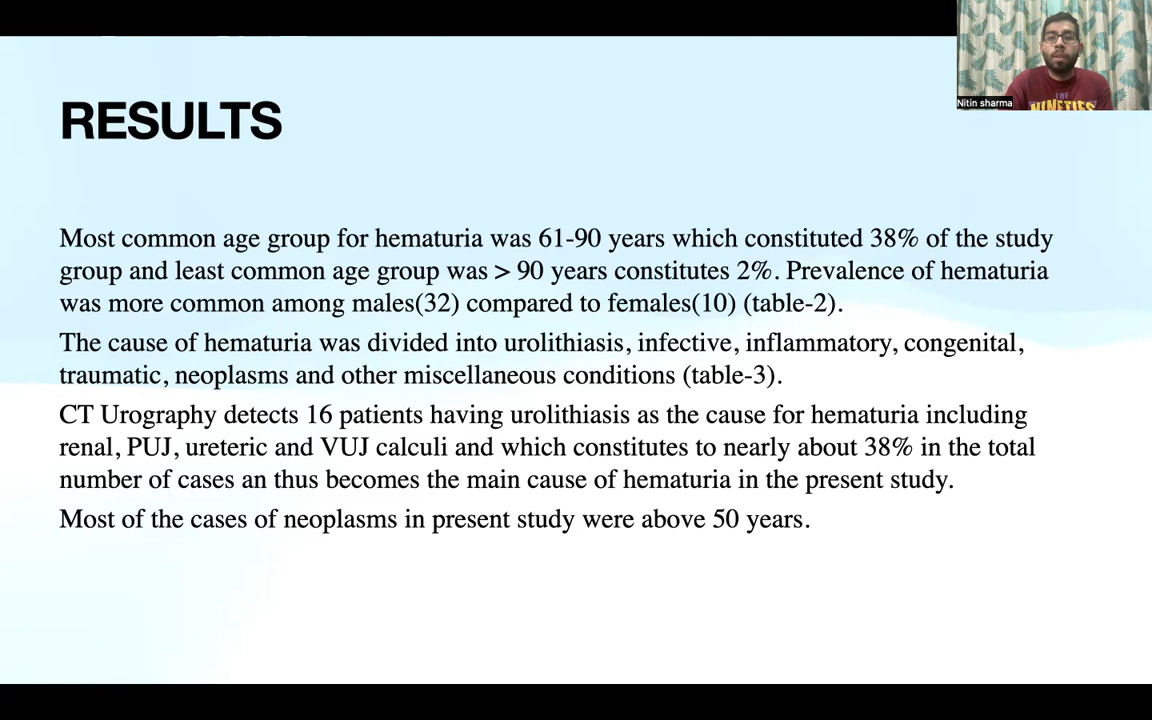 RESULTS
Nitin sharma
THE
NINETIES
Most common age group for hematuria was 61-90 years which constituted 38% of the study
group and least common age group was > 90 years constitutes 2%. Prevalence of hematuria
was more common among males(32) compared to females(10) (table-2).
The cause of hematuria was divided into urolithiasis, infective, inflammatory, congenital,
traumatic, neoplasms and other miscellaneous conditions (table-3).
CT Urography detects 16 patients having urolithiasis as the cause for hematuria including
renal, PUJ, ureteric and VUJ calculi and which constitutes to nearly about 38% in the total
number of cases an thus becomes the main cause of hematuria in the present study.
Most of the cases of neoplasms in present study were above 50 years.